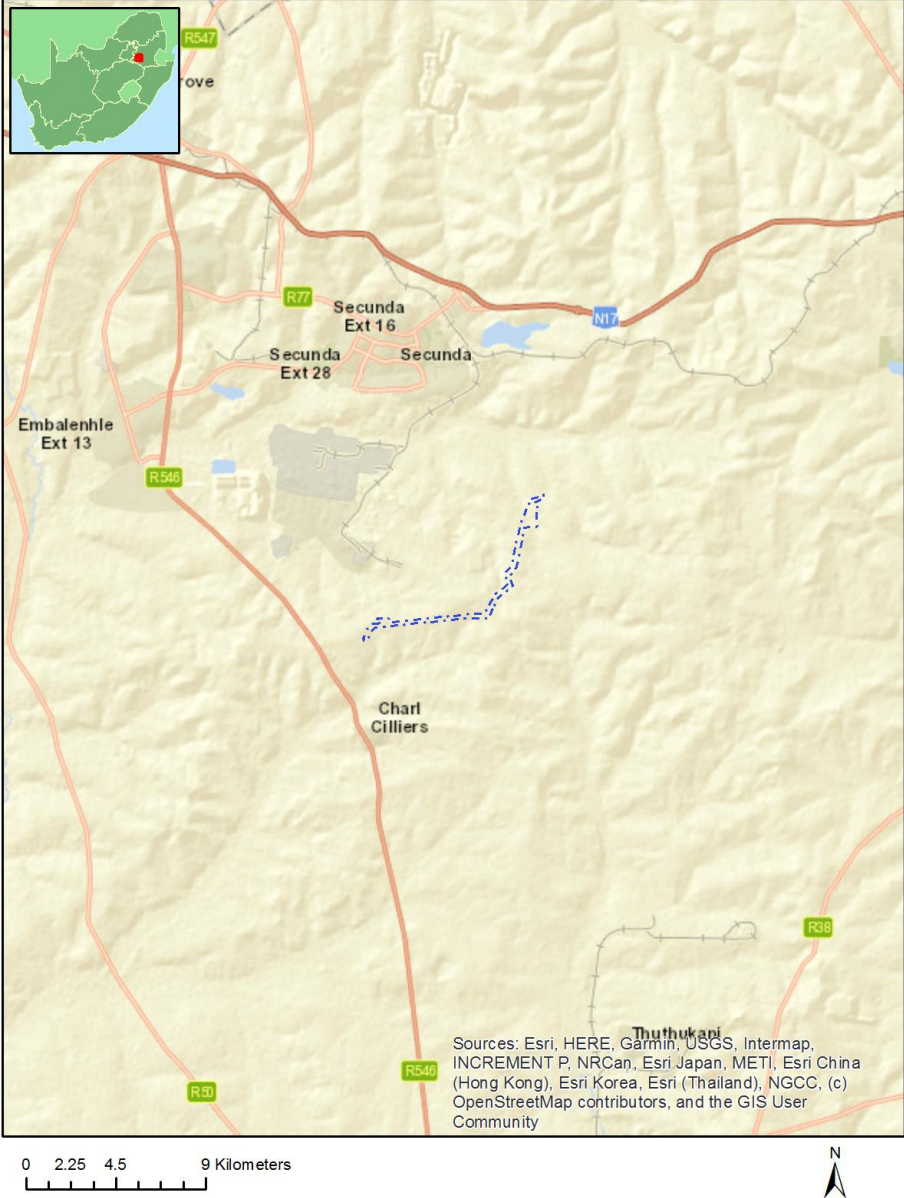 R547
rove
R77
Secunda
Ext 16
N17
Secunda
Ext 28
Secunda
Embalenhle
Ext 13
R546
Charl
Cilliers
R38
Thuthukani
Sources: Esri, HERE, Garmin, USGS, Intermap,
INCREMENT P, NRCan, Esri Japan, METI, Esri China
(Hong Kong), Esri Korea, Esri (Thailand), NGCC, (c)
OpenStreetMap contributors, and the GIS User
Community
R546
R50
0 2.25 4.5 9 Kilometers
N